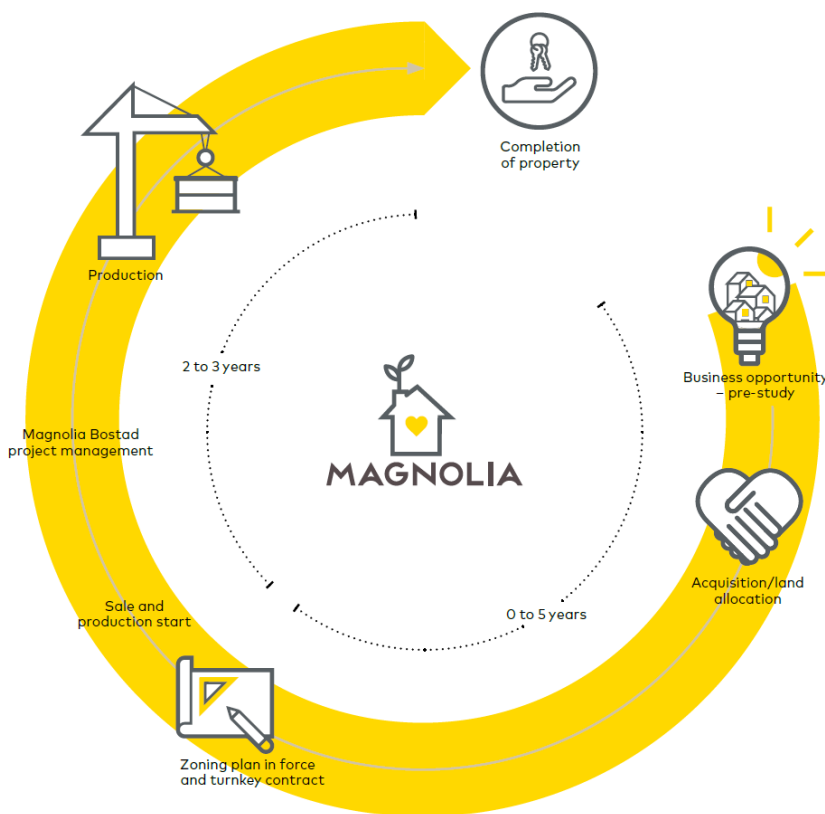 Completion
of property
Production
2 to 3 years
Business opportunity
– pre-study
Magnolia Bostad
project management
MAGNOLIA
Acquisition/land
allocation
Sale and
production start
0 to 5 years
Zoning plan in force
and turnkey contract